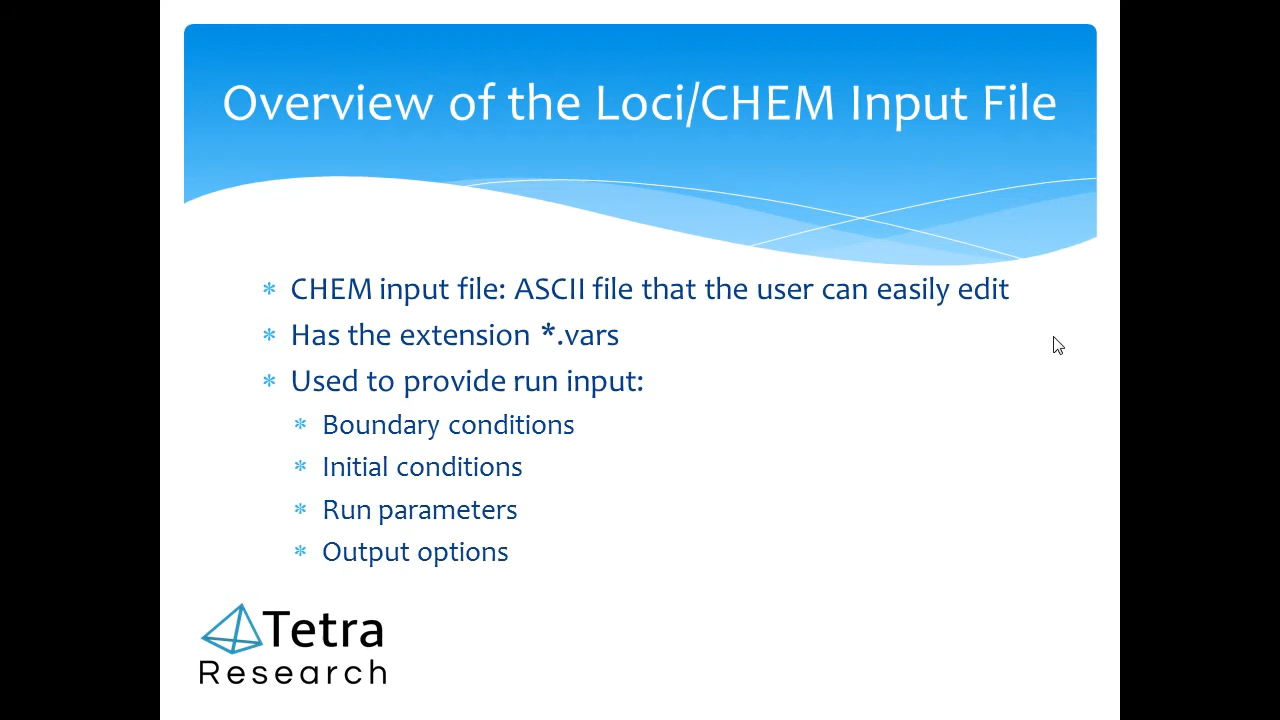 Overview of the Loci/CHEM Input File
* CHEM input file: ASCII file that the user can easily edit
* Has the extension *.vars
* Used to provide run input:
* Boundary conditions
* Initial conditions
* Run parameters
* Output options
Tetra
Research